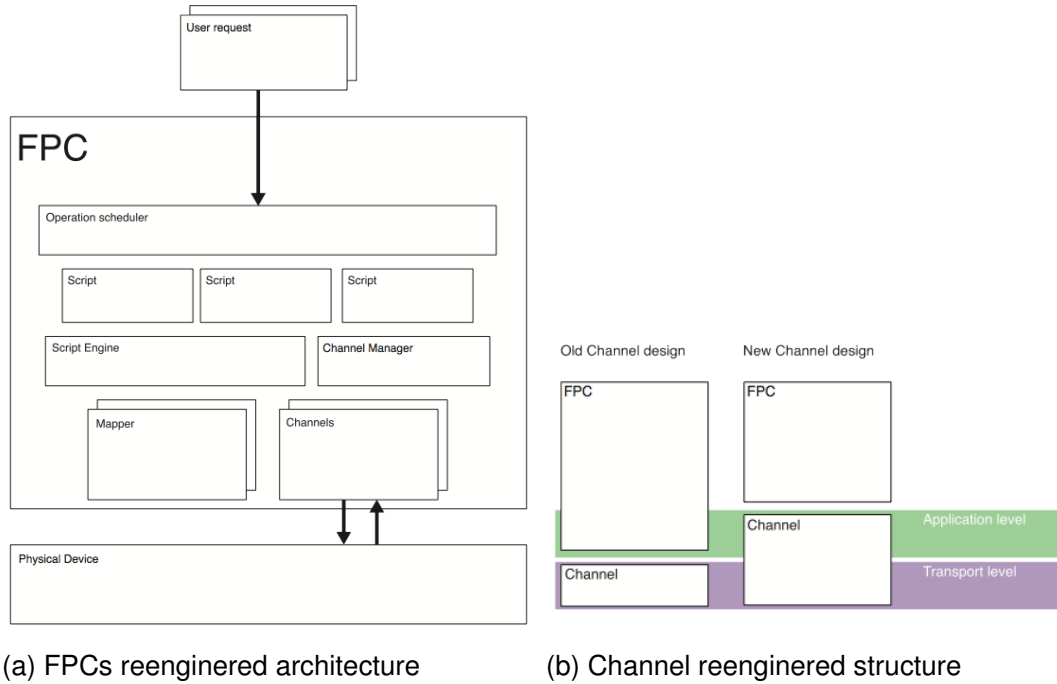 User request
FPC
Operation scheduler
Script
Script
Script
Script Engine
Channel Manager
Mapper
Channels
Physical Device
(a) FPCs reenginered architecture
Old Channel design
New Channel design
FPC
FPC
Application level
Channel
Channel
Transport level
(b) Channel reenginered structure